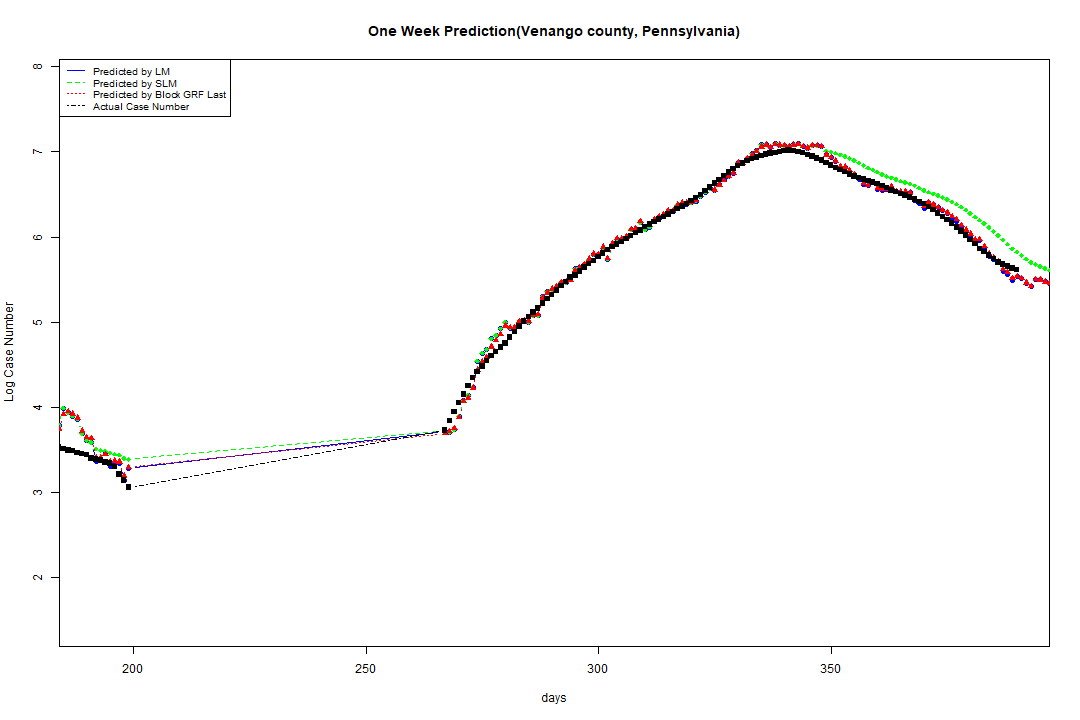 One Week Prediction(Venango county, Pennsylvania)
Predicted by LM
Predicted by SLM
Predicted by Block GRF Last
Actual Case Number
8
7
6
5
4
3
2
Log Case Number
200
250
300
350
days